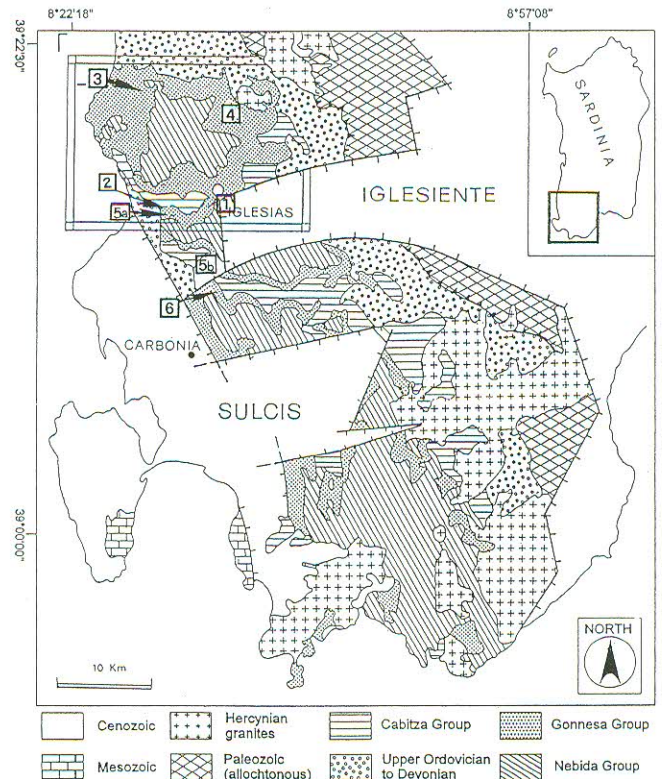 8°22'18"
8°57'08"
39°22'30"
3
4
SARDINIA
2
1
IGLESIENTE
5a
IGLESIAS
5b
6
CARBONIA
SULCIS
39°00'00"
NORTH
10 Km
Cenozoic
Hercynian
granites
Cabitza Group
Gonnesa Group
Mesozoic
Paleozoic
(allochtonous)
Upper Ordovician
to Devonian
Nebida Group